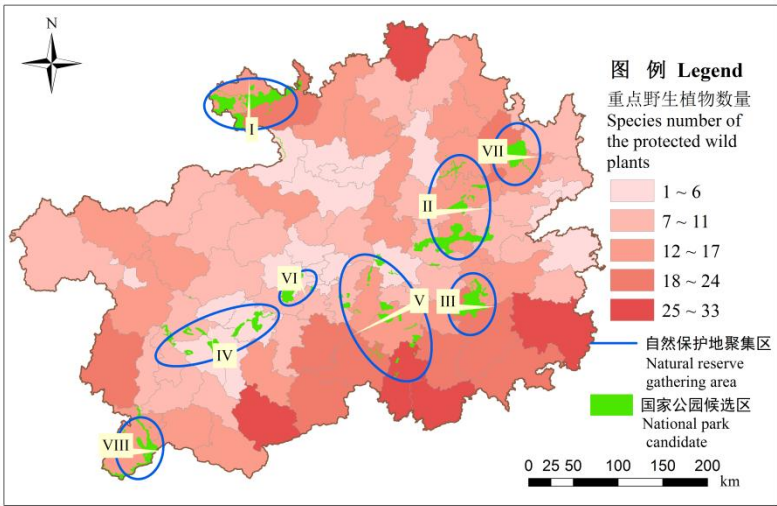 N
I
VII
II
VI
V
III
IV
VIII
图 例 Legend
重点野生植物数量
Species number of
the protected wild
plants
1 ~ 6
7 ~ 11
12 ~ 17
18 ~ 24
25 ~ 33
自然保护地聚集区
Natural reserve
gathering area
国家公园候选区
National park
candidate
0 25 50 100 150 200
km